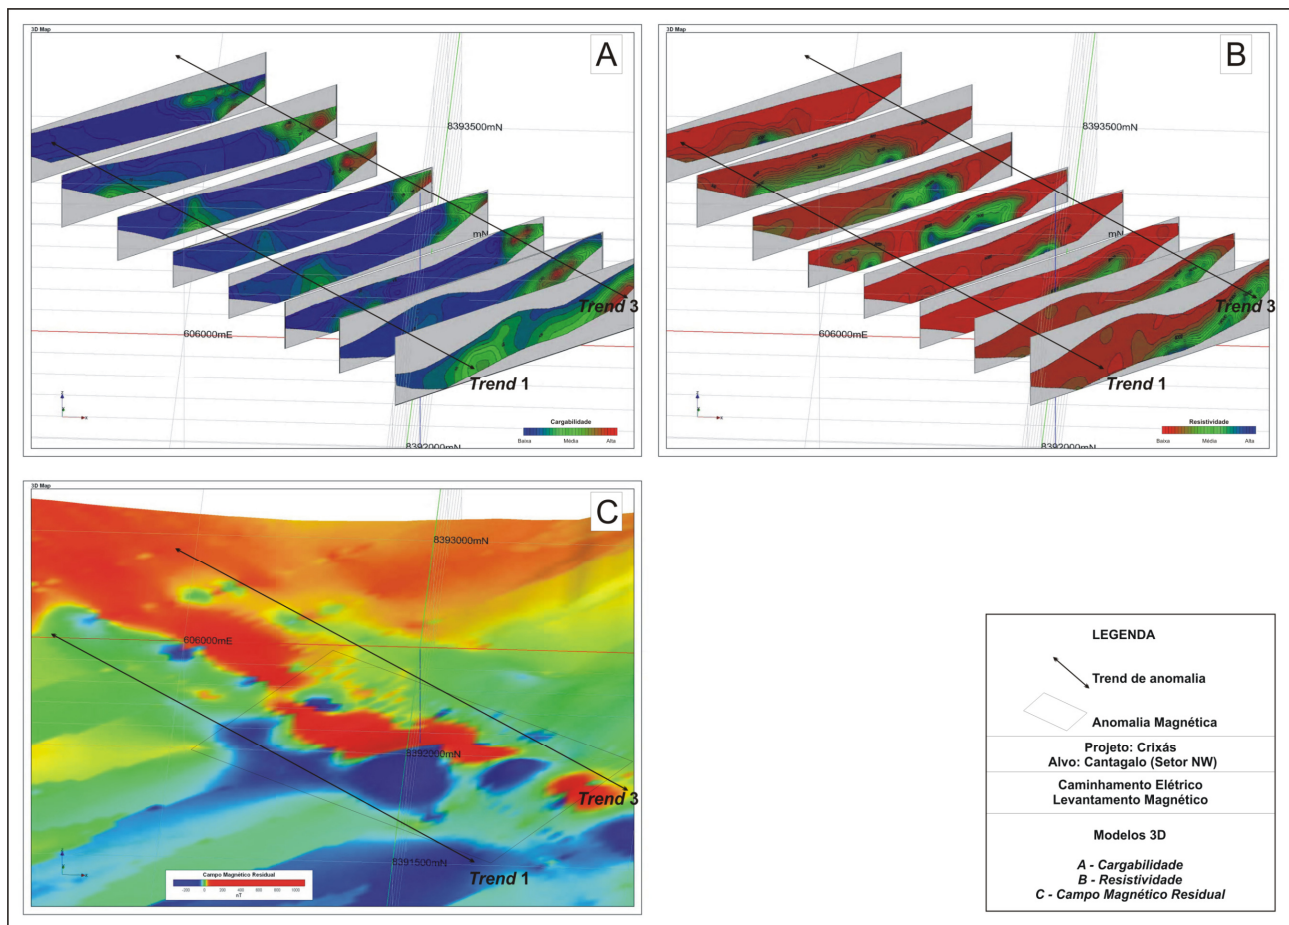 3D Map
A
8393500mN
mN
606000mE
Trend 3
Trend 1
Cargabilidade
Baixa Média Alta
8392000mN
3D Map
B
8393500mN
mN
606000mE
Trend 3
Trend 1
Resistividade
Baixa Média Alta
8392000mN
3D Map
C
8393000mN
606000mE
8392000mN
Trend 3
8391500mN
Trend 1
Campo Magnético Residual
-200 0 200 400 600 800 1000
nT
LEGENDA
Trend de anomalia
Anomalia Magnética
Projeto: Crixás
Alvo: Cantagalo (Setor NW)
Caminhamento Elétrico
Levantamento Magnético
Modelos 3D
A - Cargabilidade
B - Resistividade
C - Campo Magnético Residual